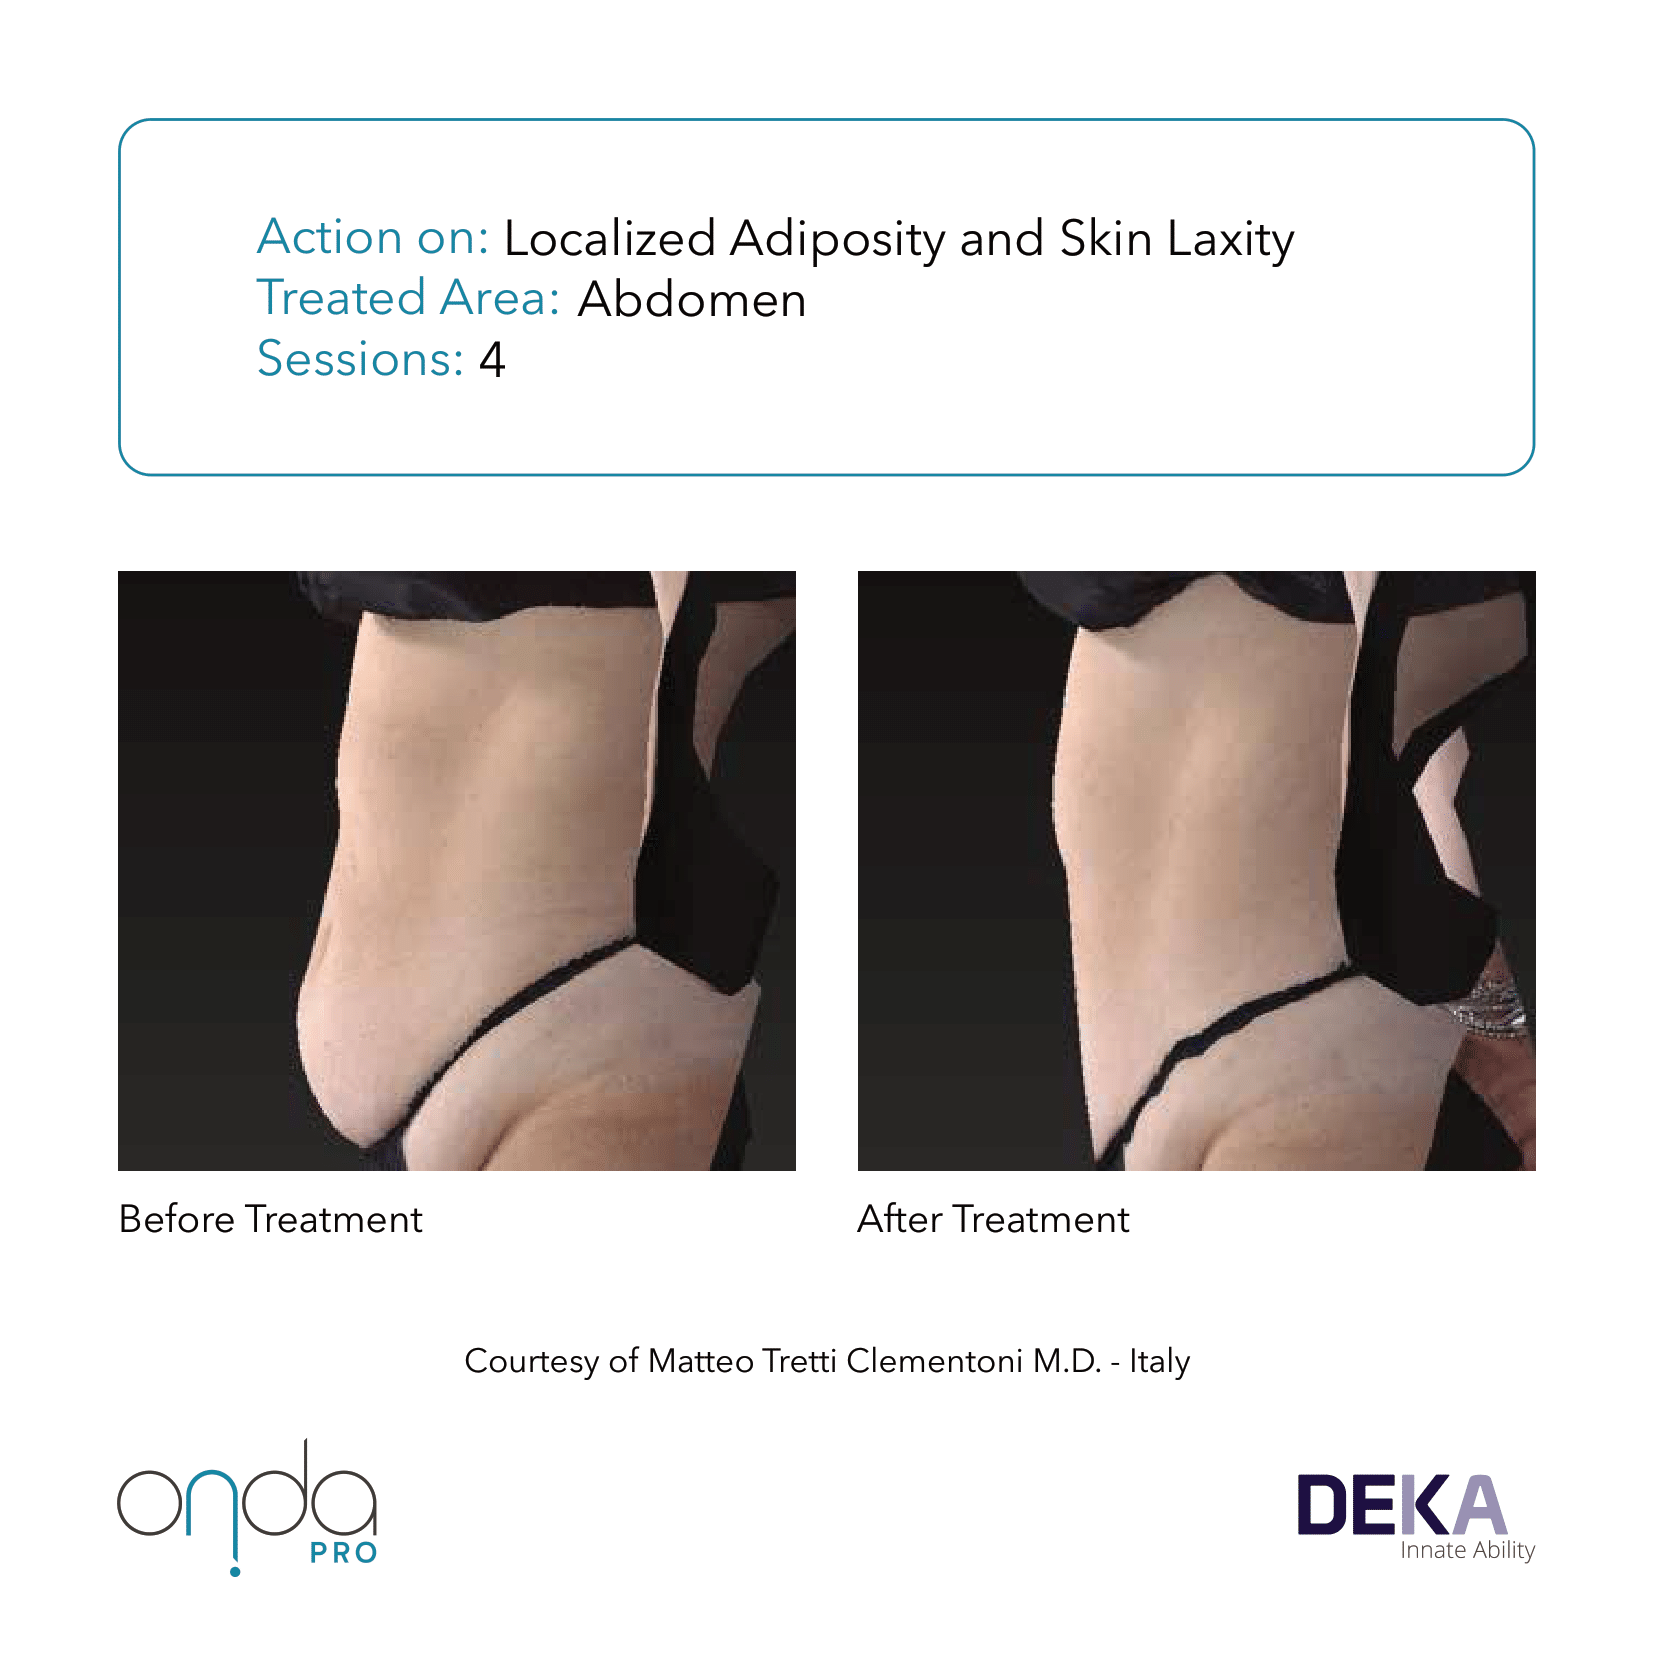 Action on: Localized Adiposity and Skin Laxity
Treated Area: Abdomen
Sessions: 4
Before Treatment
After Treatment
Courtesy of Matteo Tretti Clementoni M.D. - Italy
onda
PRO
DEKA
Innate Ability